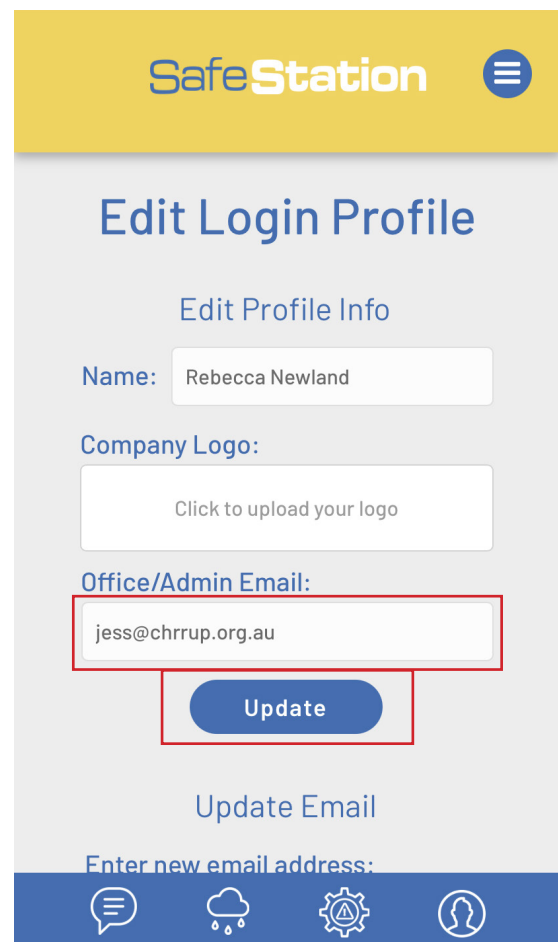 SafeStation
Edit Login Profile
Edit Profile Info
Name: Rebecca Newland
Company Logo:
Click to upload your logo
Office/Admin Email:
jess@chrrup.org.au
Update
Update Email
Enter new email address: